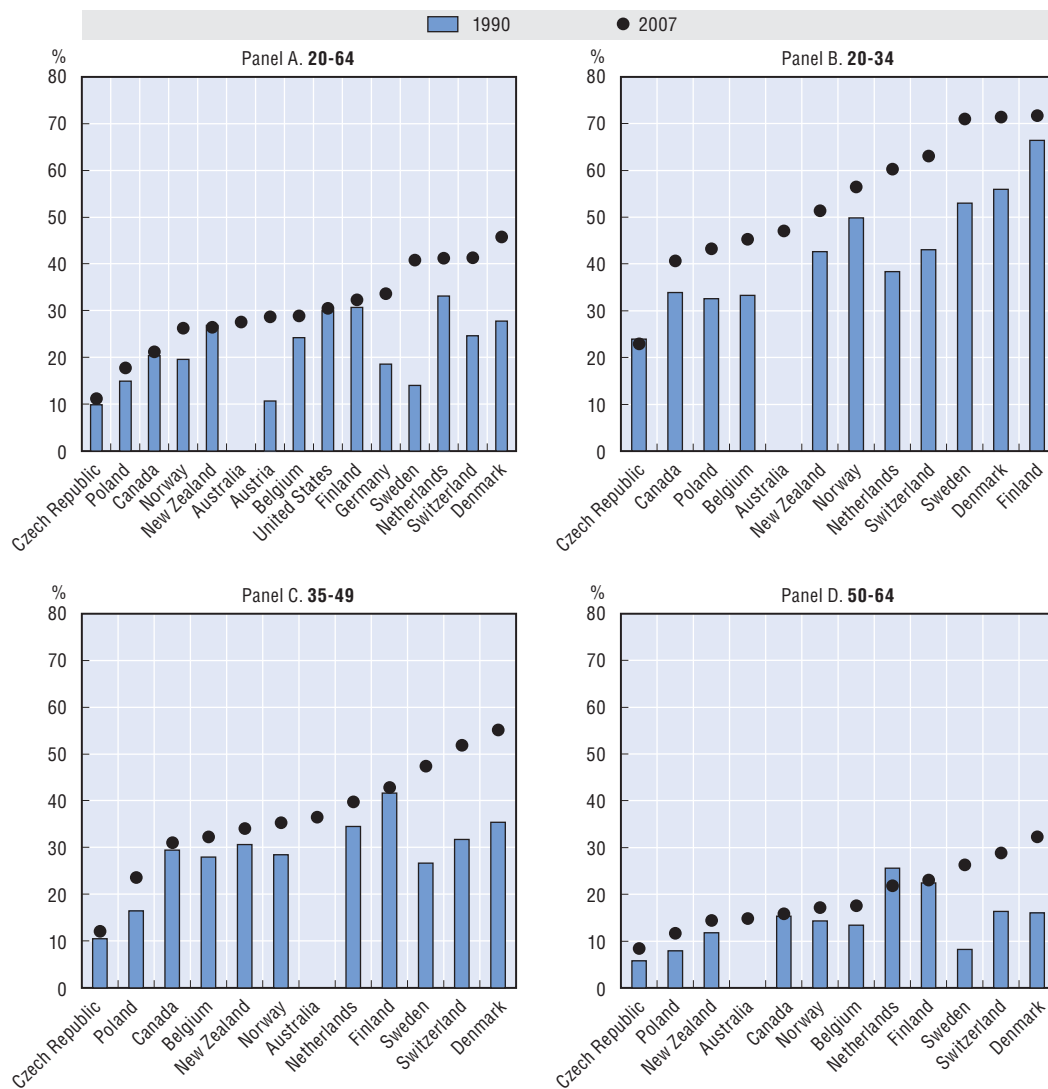 1990 2007
Panel A. 20-64
%
80
70
60
50
40
30
20
10
0
Czech Republic
Poland
Canada
Norway
New Zealand
Australia
Austria
Belgium
United States
Finland
Germany
Sweden
Netherlands
Switzerland
Denmark
Panel B. 20-34
%
80
70
60
50
40
30
20
10
0
Czech Republic
Canada
Poland
Belgium
Australia
New Zealand
Norway
Netherlands
Switzerland
Sweden
Denmark
Finland
Panel C. 35-49
%
80
70
60
50
40
30
20
10
0
Czech Republic
Poland
Canada
Belgium
New Zealand
Norway
Australia
Netherlands
Finland
Sweden
Switzerland
Denmark
Panel D. 50-64
%
80
70
60
50
40
30
20
10
0
Czech Republic
Poland
New Zealand
Australia
Canada
Norway
Belgium
Netherlands
Finland
Sweden
Switzerland
Denmark